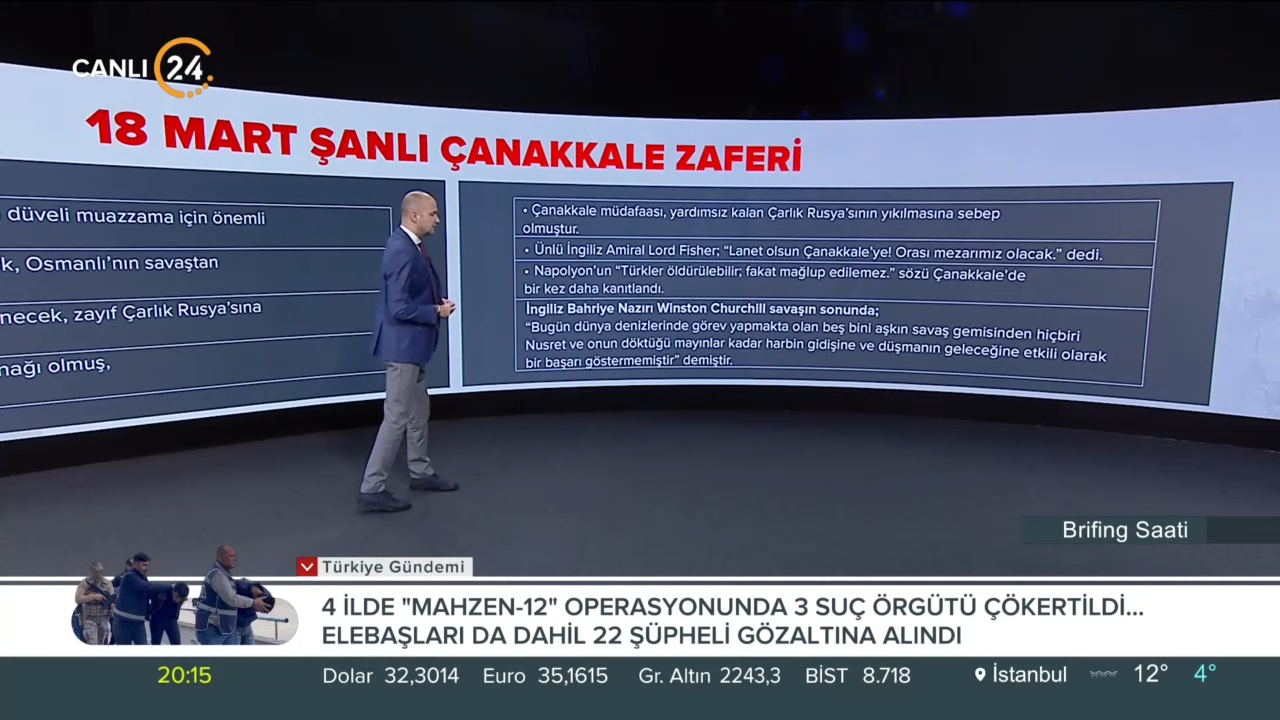 CANLI 24
18 MART ŞANLI ÇANAKKALE ZAFERİ
düveli muazzama için önemli
k, Osmanlı'nın savaştan
necek, zayıf Çarlık Rusya'sına
nağı olmuş,
• Çanakkale müdafaası, yardımsız kalan Çarlık Rusya'sının yıkılmasına sebep
olmuştur.
• Ünlü İngiliz Amiral Lord Fisher; “Lanet olsun Çanakkale'ye! Orası mezarımız olacak.” dedi.
• Napolyon'un “Türkler öldürülebilir; fakat mağlup edilemez.” sözü Çanakkale'de
bir kez daha kanıtlandı.
İngiliz Bahriye Nazırı Winston Churchill savaşın sonunda;
“Bugün dünya denizlerinde görev yapmakta olan beş bini aşkın savaş gemisinden hiçbiri
Nusret ve onun döktüğü mayınlar kadar harbin gidişine ve düşmanın geleceğine etkili olarak
bir başarı göstermemiştir” demiştir.
Brifing Saati
Türkiye Gündemi
4 İLDE "MAHZEN-12" OPERASYONUNDA 3 SUÇ ÖRGÜTÜ ÇÖKERTİLDİ...
ELEBAŞLARI DA DAHİL 22 ŞÜPHELİ GÖZALTINA ALINDI
20:15 Dolar 32,3014 Euro 35,1615 Gr. Altın 2243,3 BİST 8.718 İstanbul 12° 4°